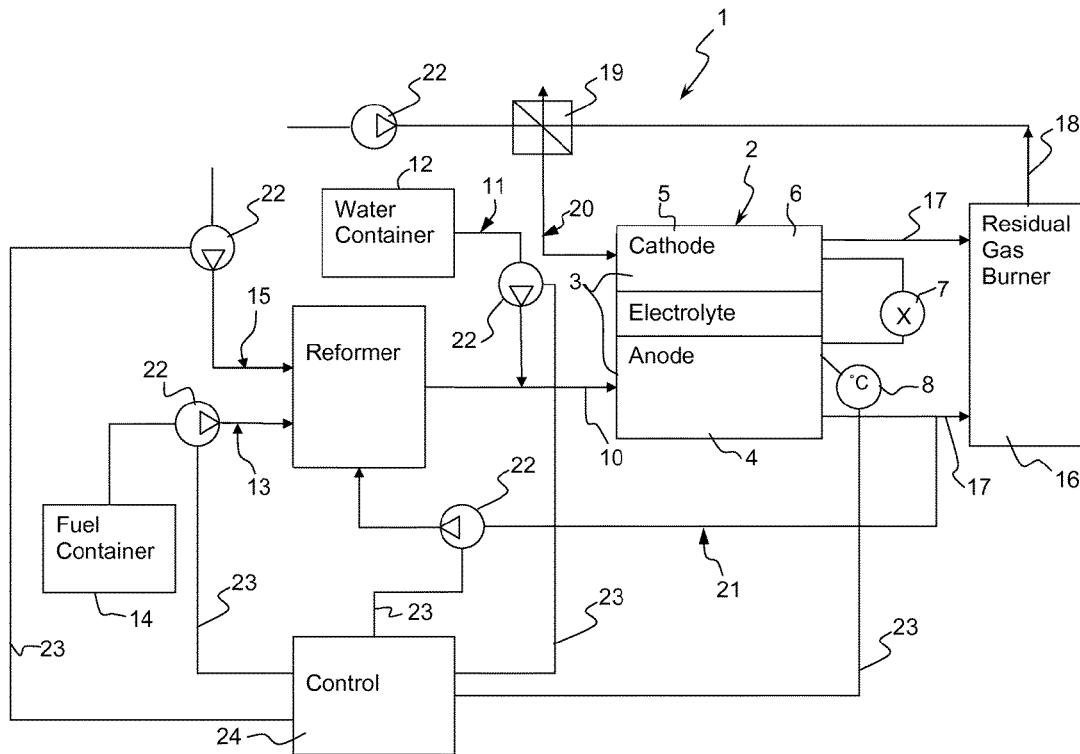 1
22
19
18
12
11
2
22
Water
Container
20
5
6
17
Residual
Gas
Burner
Cathode
3
7
X
Electrolyte
15
22
Reformer
Anode
22
°C
8
13
10
4
17
16
22
Fuel
Container
21
14
23
23
23
23
23
Control
24